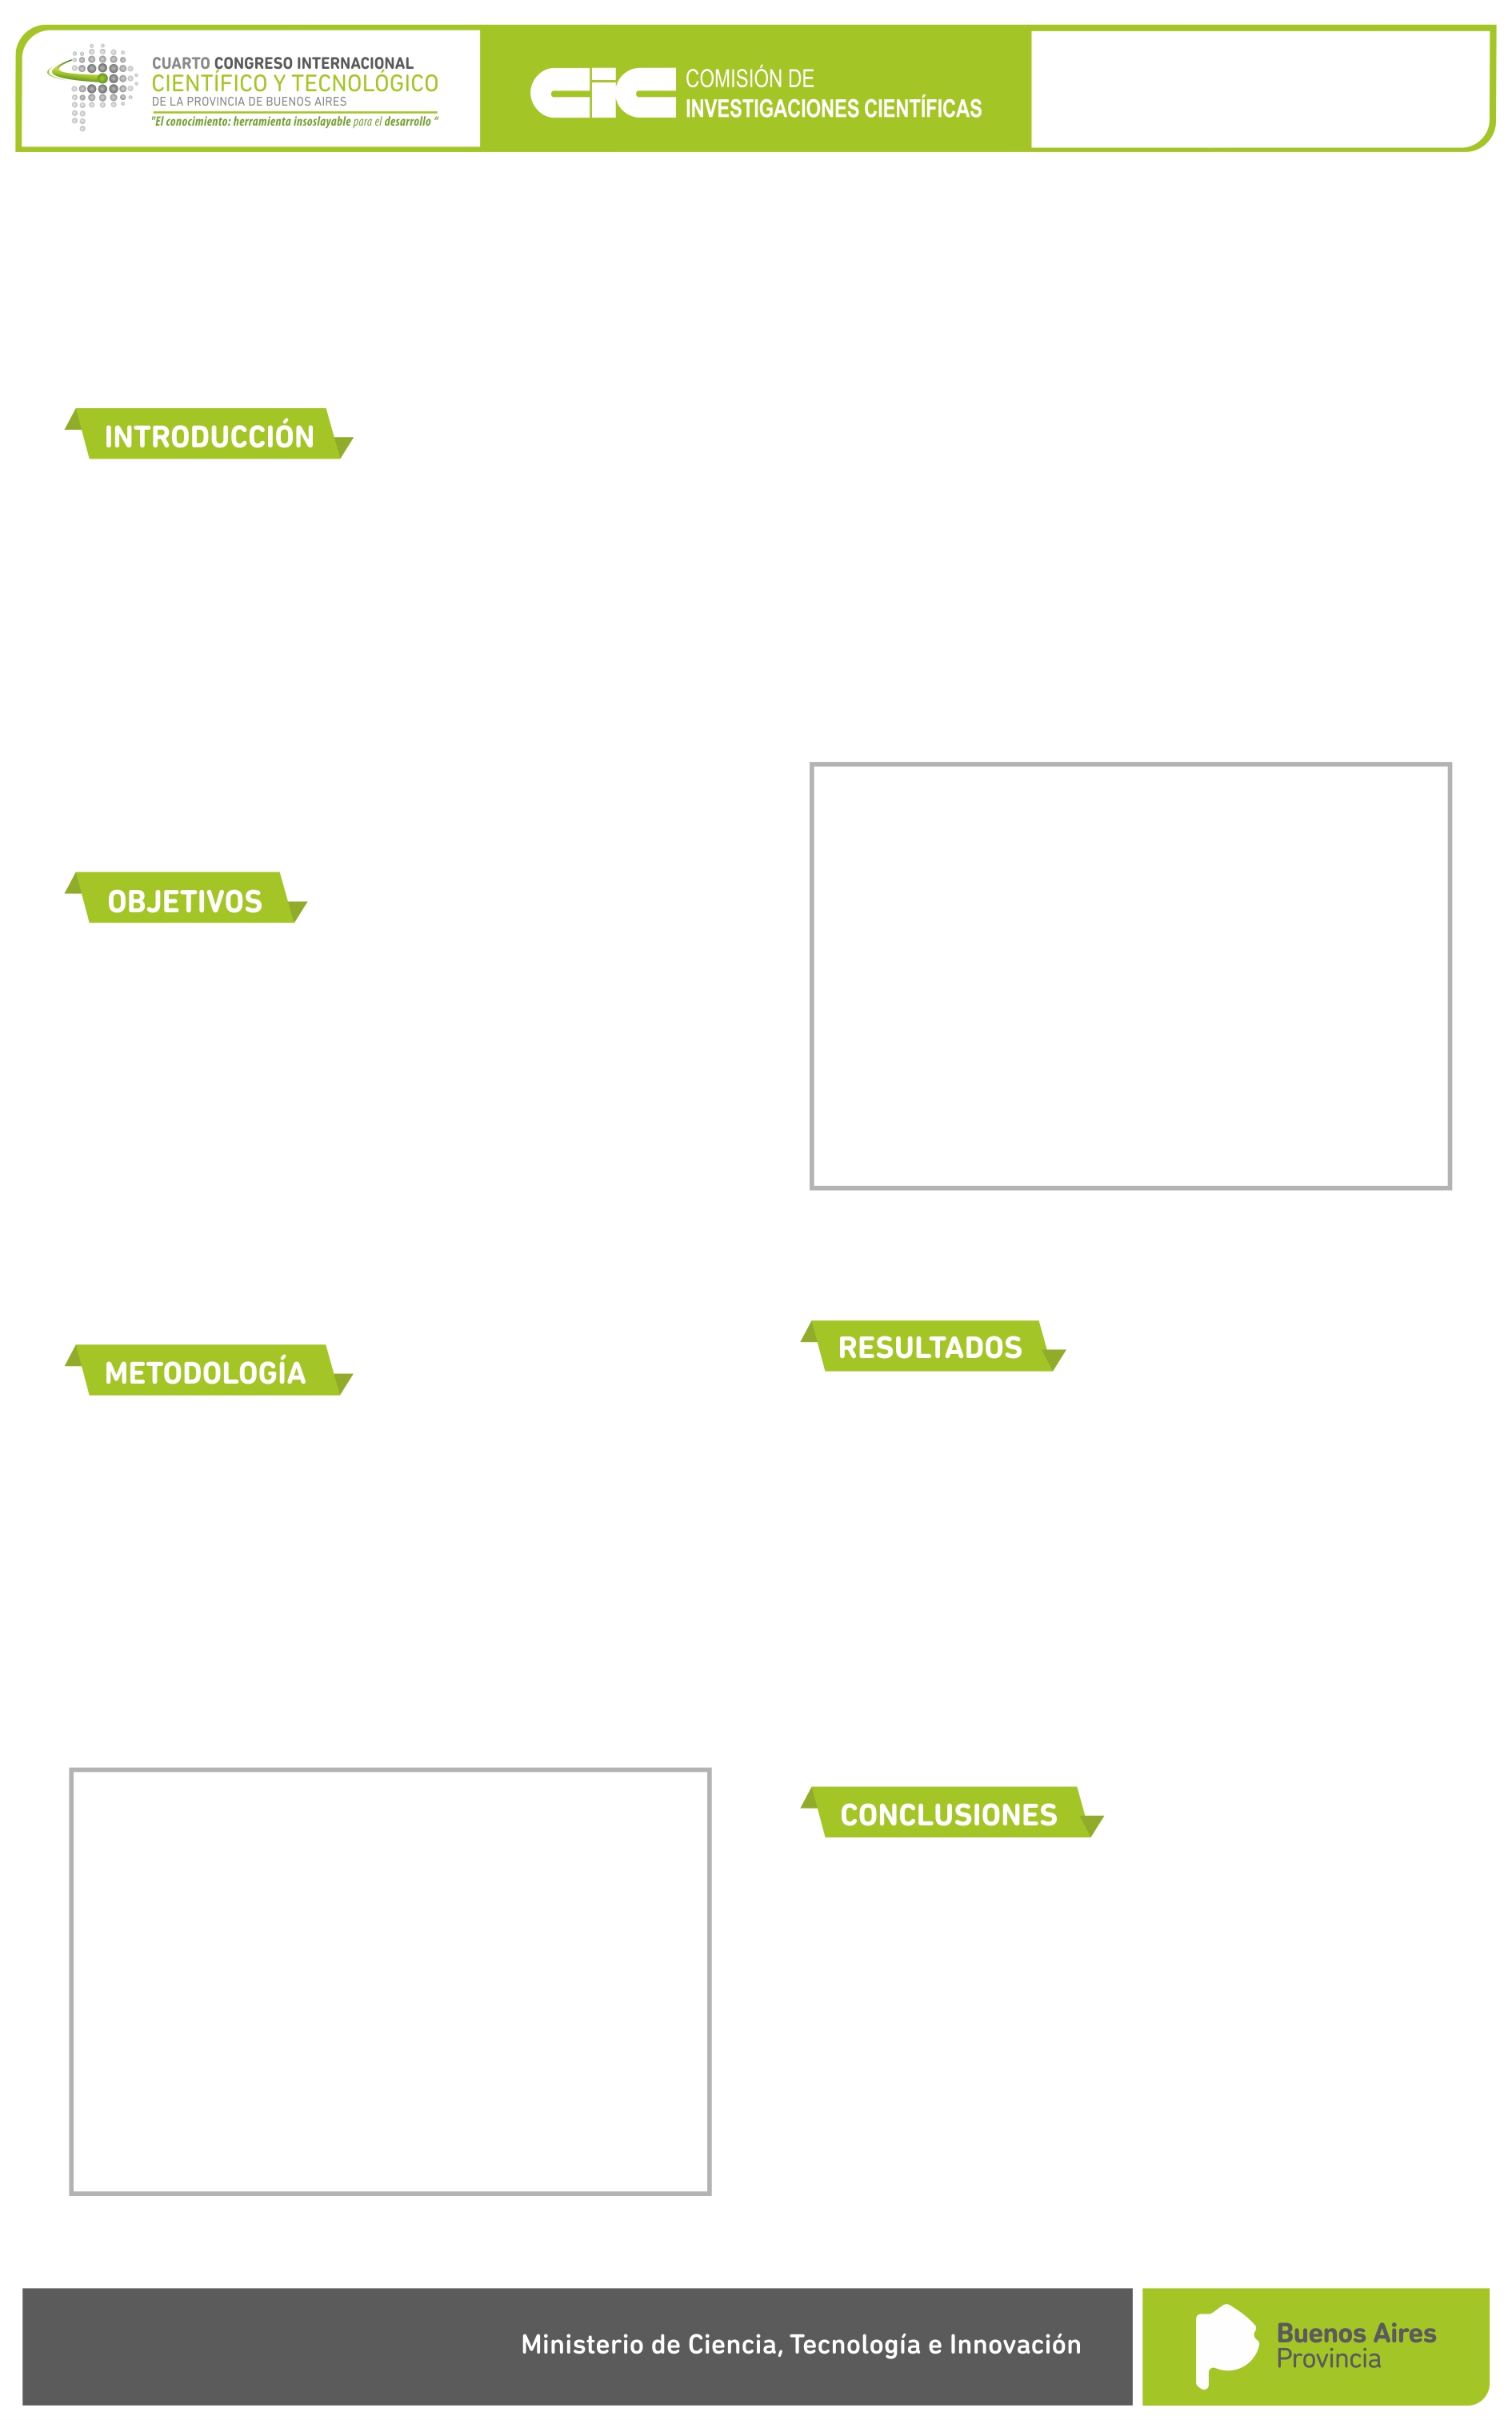 CUARTO CONGRESO INTERNACIONAL
CIENTÍFICO Y TECNOLÓGICO
DE LA PROVINCIA DE BUENOS AIRES
"El conocimiento: herramienta insoslayable para el desarrollo “
CiC
COMISIÓN DE
INVESTIGACIONES CIENTÍFICAS
INTRODUCCIÓN
OBJETIVOS
METODOLOGÍA
RESULTADOS
CONCLUSIONES
Ministerio de Ciencia, Tecnología e Innovación
Buenos Aires
Provincia